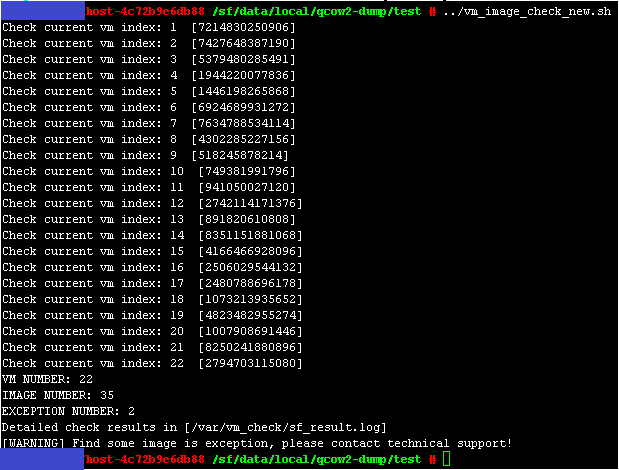 host-4c72b9e6db88 /sf/data/local/qcow2-dump/test # ../vm_image_check_new.sh
Check current vm index: 1 [7214830250906]
Check current vm index: 2 [7427648387190]
Check current vm index: 3 [5379480285491]
Check current vm index: 4 [1944220077836]
Check current vm index: 5 [1446198265868]
Check current vm index: 6 [6924689931272]
Check current vm index: 7 [7634788534114]
Check current vm index: 8 [4302285227156]
Check current vm index: 9 [518245878214]
Check current vm index: 10 [749381991796]
Check current vm index: 11 [941050027120]
Check current vm index: 12 [2742114171376]
Check current vm index: 13 [891820610808]
Check current vm index: 14 [8351151881068]
Check current vm index: 15 [4166466928096]
Check current vm index: 16 [2506029544132]
Check current vm index: 17 [2480788696178]
Check current vm index: 18 [1073213935652]
Check current vm index: 19 [4823482955274]
Check current vm index: 20 [1007908691446]
Check current vm index: 21 [8250241880896]
Check current vm index: 22 [2794703115080]
VM NUMBER: 22
IMAGE NUMBER: 35
EXCEPTION NUMBER: 2
Detailed check results in [/var/vm_check/sf_result.log]
[WARNING] Find some image is exception, please contact technical support!
/host-4c72b9e6db88 /sf/data/local/qcow2-dump/test #